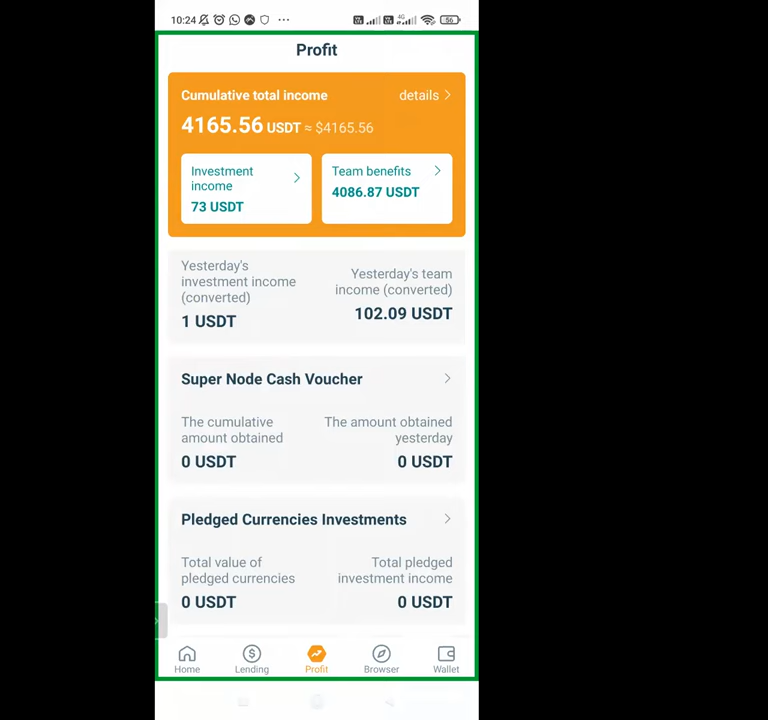 10:24
4G
56
Profit
Cumulative total income
details
4165.56 USDT ≈ $4165.56
Investment
income
73 USDT
Team benefits
4086.87 USDT
Yesterday's
investment income
(converted)
1 USDT
Yesterday's team
income (converted)
102.09 USDT
Super Node Cash Voucher
The cumulative
amount obtained
0 USDT
The amount obtained
yesterday
0 USDT
Pledged Currencies Investments
Total value of
pledged currencies
0 USDT
Total pledged
investment income
0 USDT
Home
Lending
Profit
Browser
Wallet